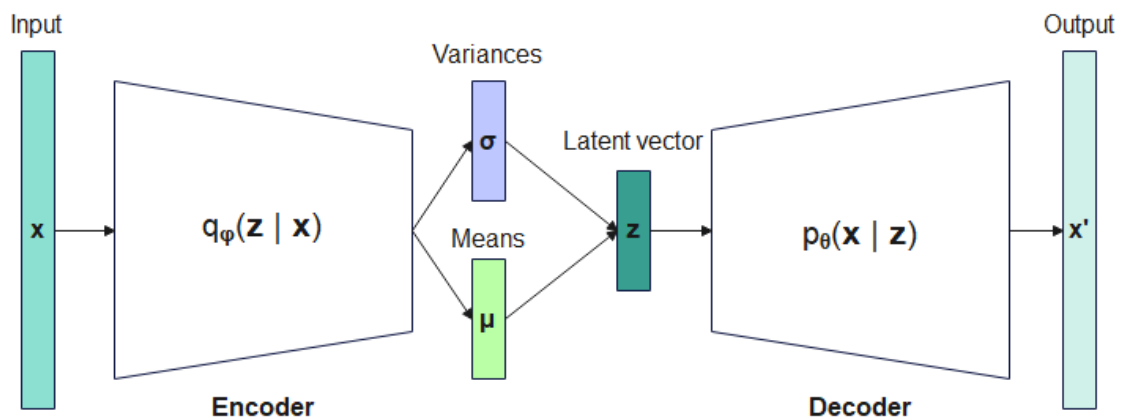 Input
Output
Variances
σ
Latent vector
x
qφ(z | x)
z
pθ(x | z)
x'
Means
μ
Encoder
Decoder